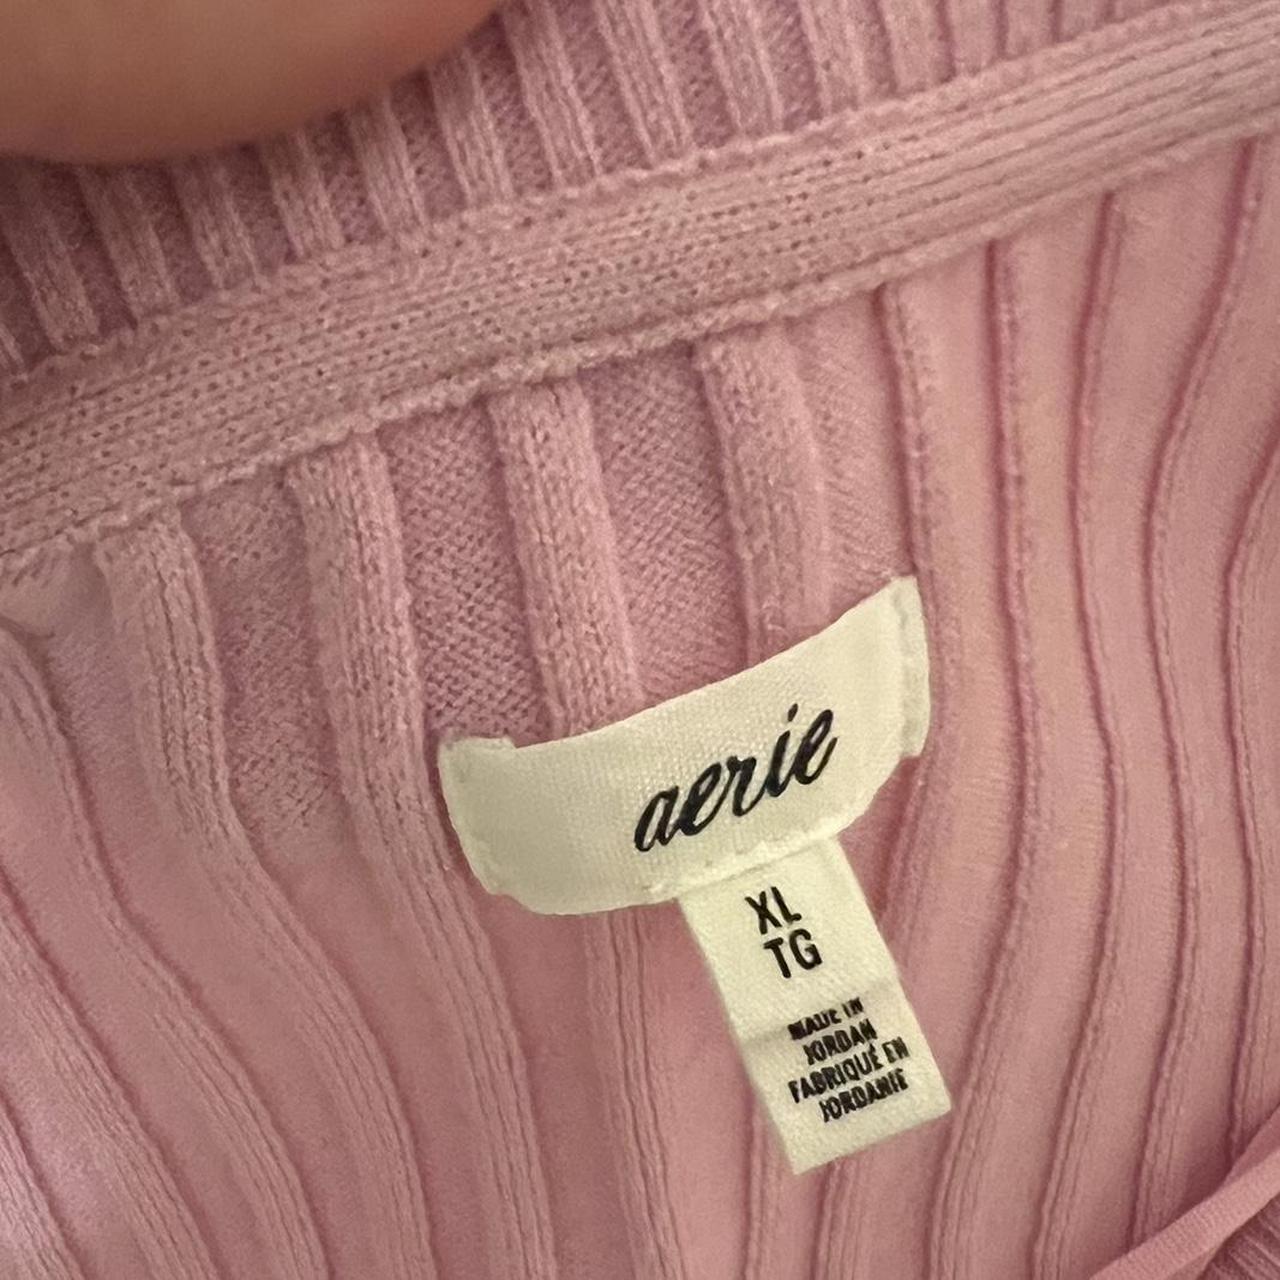 aerie
XL
TG
MADE IN
JORDAN
FABRIQUÉ EN
JORDANIE